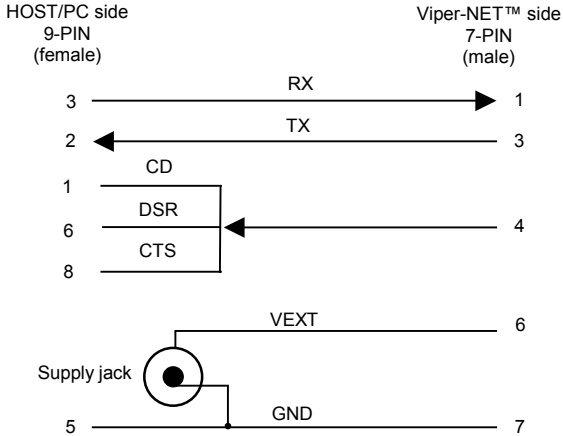 HOST/PC side
9-PIN
(female)
Viper-NET™ side
7-PIN
(male)
3 RX 1
2 TX 3
1 CD
6 DSR 4
8 CTS
VEXT 6
Supply jack
5 GND 7